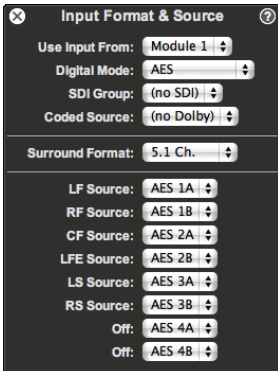 Input Format & Source
Use Input From: Module 1
Digital Mode: AES
SDI Group: (no SDI)
Coded Source: (no Dolby)
Surround Format: 5.1 Ch.
LF Source: AES 1A
RF Source: AES 1B
CF Source: AES 2A
LFE Source: AES 2B
LS Source: AES 3A
RS Source: AES 3B
Off: AES 4A
Off: AES 4B